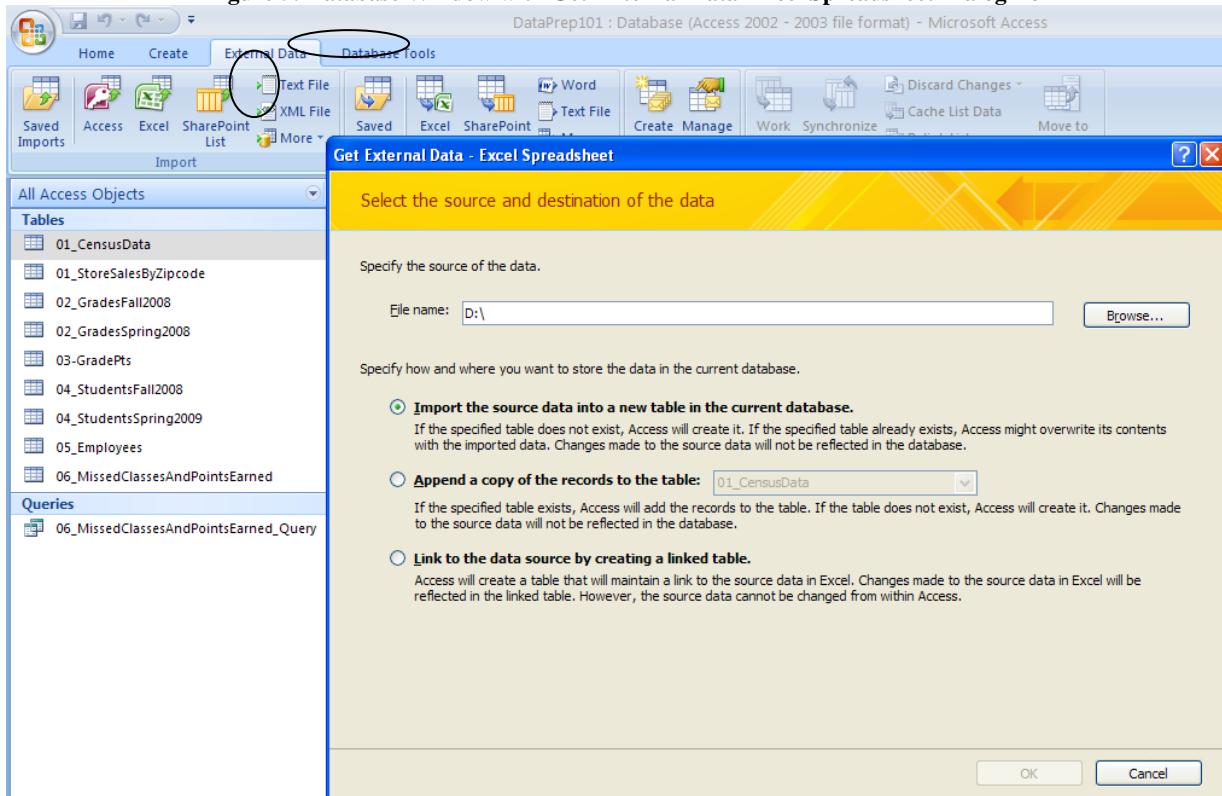 DataPrep101 : Database (Access 2002 - 2003 file format) - Microsoft Access
Home Create External Data Database Tools
Saved Imports
Access
Excel
SharePoint List
Text File
XML File
More
Import
Saved
Excel
SharePoint
Word
Text File
Create
Manage
Work
Synchronize
Discard Changes
Cache List Data
Move to
All Access Objects
Tables
01_CensusData
01_StoreSalesByZipcode
02_GradesFall2008
02_GradesSpring2008
03-GradePts
04_StudentsFall2008
04_StudentsSpring2009
05_Employees
06_MissedClassesAndPointsEarned
Queries
06_MissedClassesAndPointsEarned_Query
Get External Data - Excel Spreadsheet
Select the source and destination of the data
Specify the source of the data.
File name: D:\
Browse...
Specify how and where you want to store the data in the current database.
Import the source data into a new table in the current database.
If the specified table does not exist, Access will create it. If the specified table already exists, Access might overwrite its contents
with the imported data. Changes made to the source data will not be reflected in the database.
Append a copy of the records to the table: 01_CensusData
If the specified table exists, Access will add the records to the table. If the table does not exist, Access will create it. Changes made
to the source data will not be reflected in the database.
Link to the data source by creating a linked table.
Access will create a table that will maintain a link to the source data in Excel. Changes made to the source data in Excel will be
reflected in the linked table. However, the source data cannot be changed from within Access.
OK
Cancel